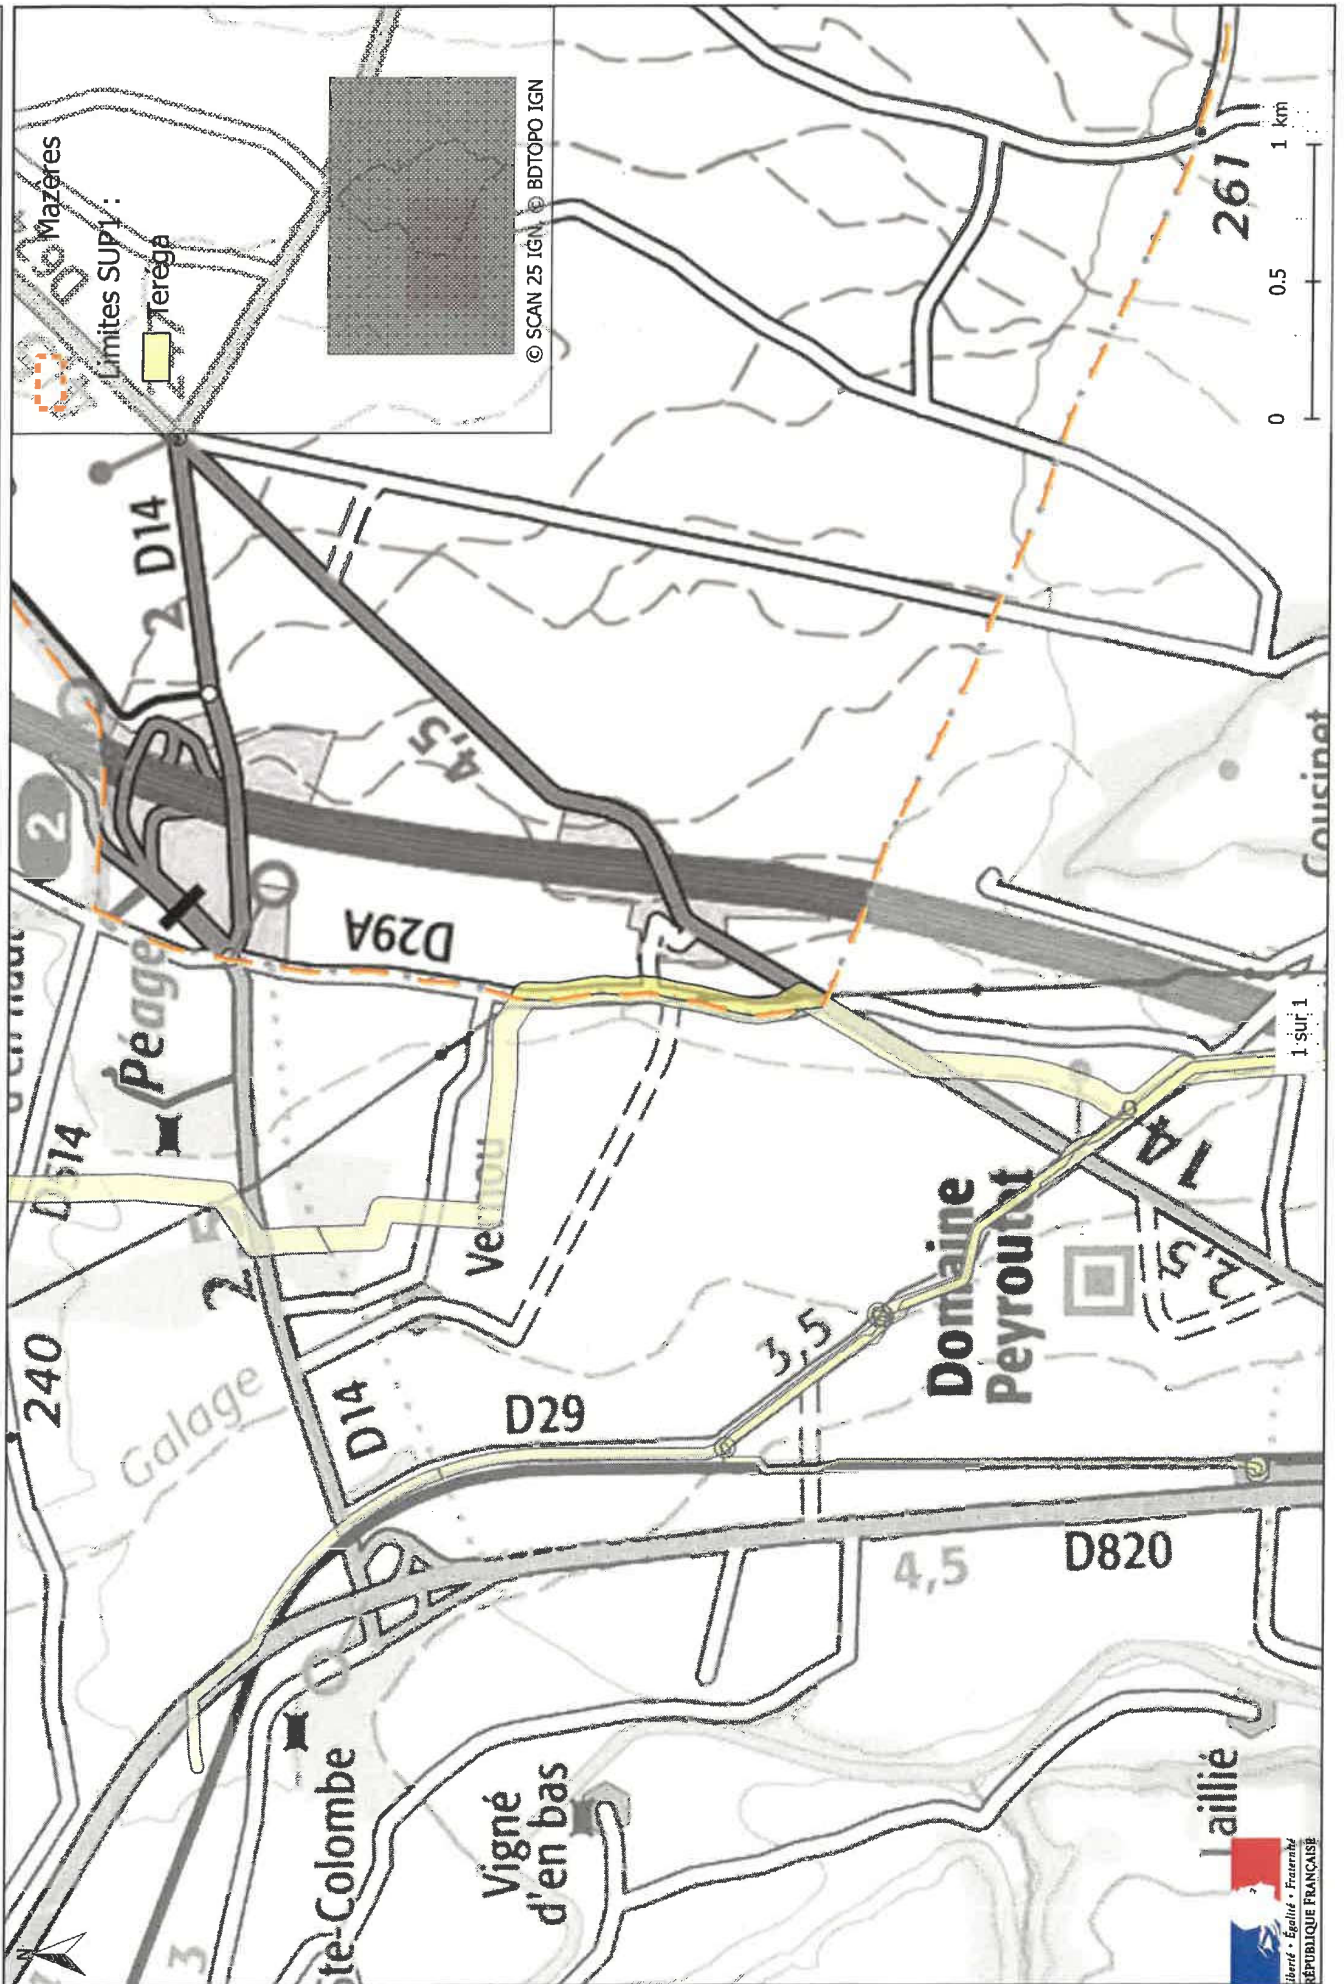 Mazères
Limites SUP1 :
Terega
© SCAN 25 IGN, © BDTOPO IGN
0
0.5
1 km
261
D14
2
4,5
2
D29A
Péage
D514
2
240
Galage
D14
D29
3,5
Domaine
Peyroutet
14
2,5
D820
4,5
Ste-Colombe
Vigné
d'en bas
3
Cousinet
1 sur 1
N
Liberté • Égalité • Fraternité
RÉPUBLIQUE FRANÇAISE